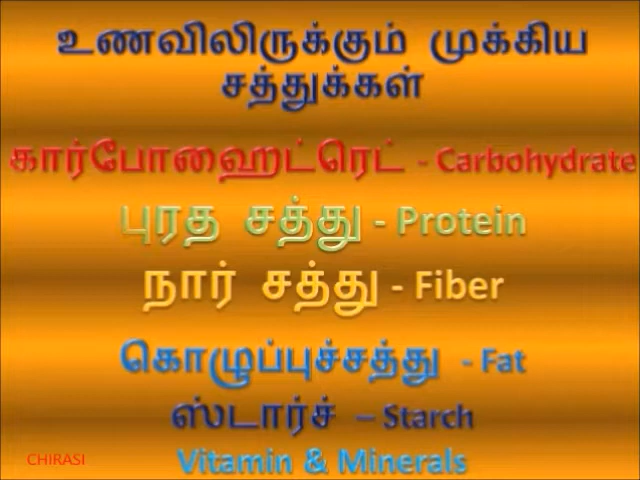 உணவிலிருக்கும் முக்கிய
சத்துக்கள்
கார்போஹைட்ரெட் - Carbohydrate
புரத சத்து - Protein
நார் சத்து - Fiber
கொழுப்புச்சத்து - Fat
ஸ்டார்ச் – Starch
CHIRASI
Vitamin & Minerals